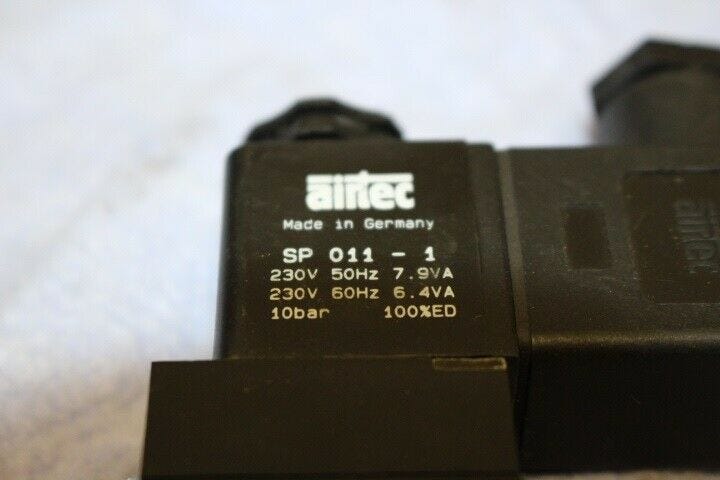 airtec
Made in Germany
SP 011 - 1
230V 50Hz 7.9VA
230V 60Hz 6.4VA
10bar 100%ED
airtec